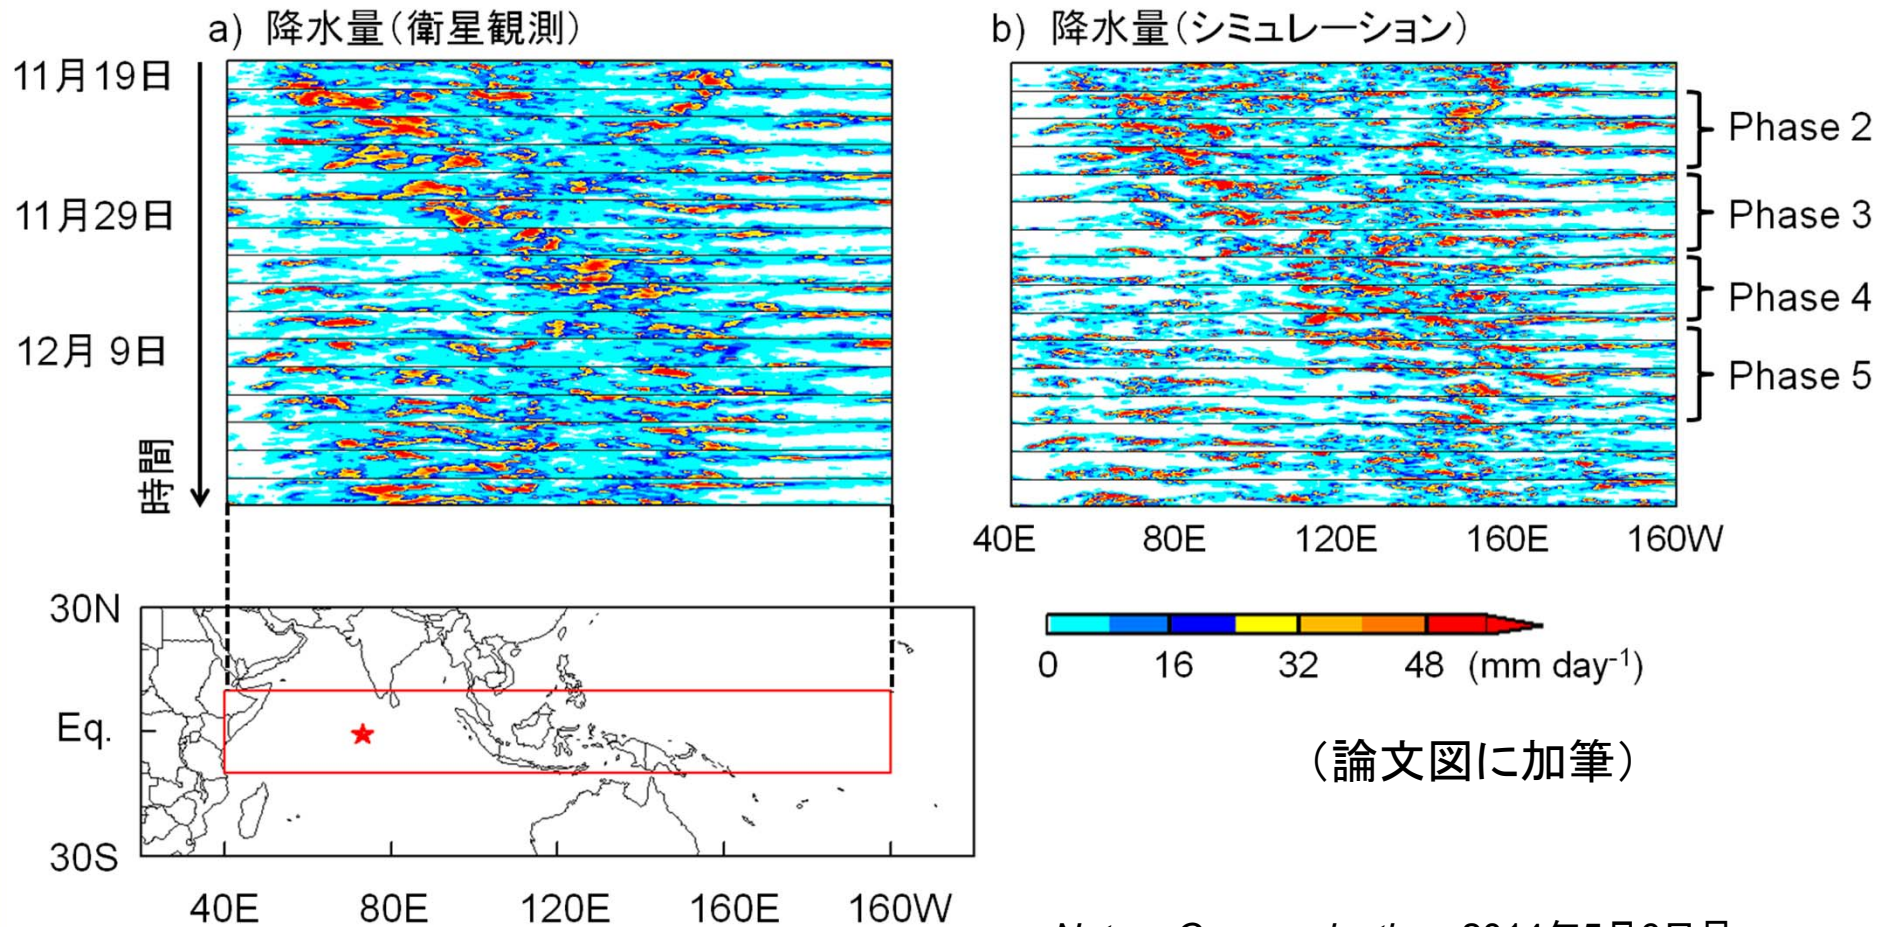 a) 降水量（衛星観測）
b) 降水量（シミュレーション）
11月19日
11月29日
12月 9日
時間
Phase 2
Phase 3
Phase 4
Phase 5
40E 80E 120E 160E 160W
0 16 32 48 (mm day-1)
30N
Eq.
30S
40E 80E 120E 160E 160W
（論文図に加筆）